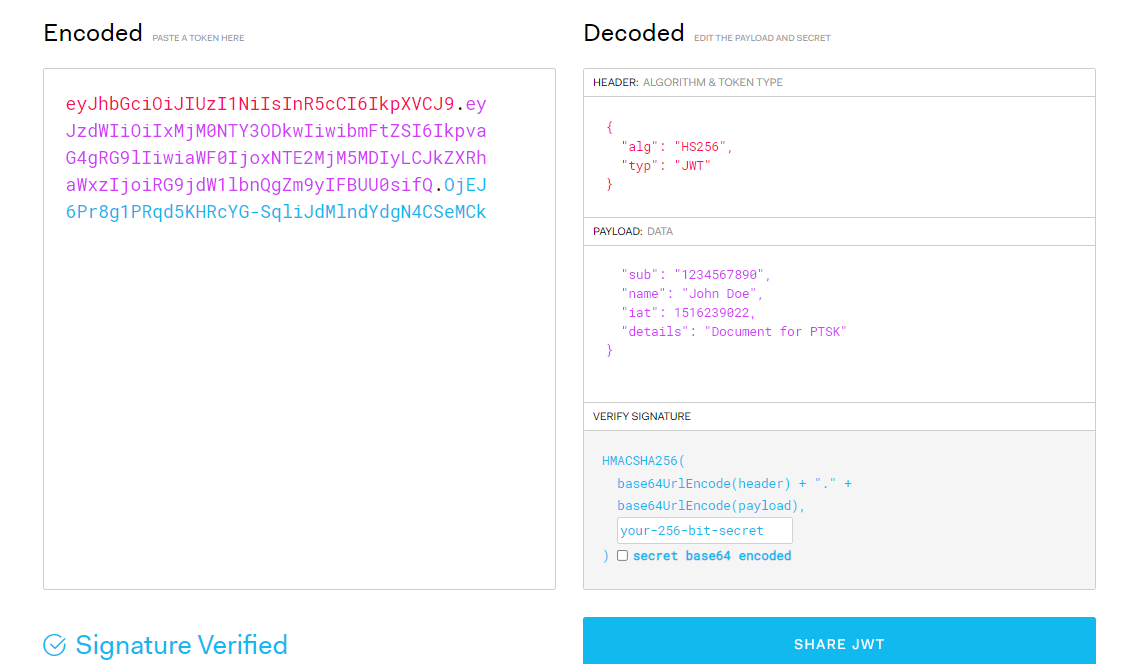 Encoded PASTE A TOKEN HERE
eyJhbGciOiJIUzI1NiIsInR5cCI6IkpXVCJ9.ey
JzdWIiOiIxMjM0NTY3ODkwIiwibmFtZSI6Ikpva
G4gRG9lIiwiaWF0IjoxNTE2MjM5MDIyLCJkZXRh
aWxzIjoiRG9jdW1lbnQgZm9yIFBUU0sifQ.OjEJ
6Pr8g1PRqd5KHRcYG-SqliJdMlndYdgN4CSeMCk
Signature Verified
Decoded EDIT THE PAYLOAD AND SECRET
HEADER: ALGORITHM & TOKEN TYPE
{
"alg": "HS256",
"typ": "JWT"
}
PAYLOAD: DATA
"sub": "1234567890",
"name": "John Doe",
"iat": 1516239022,
"details": "Document for PTSK"
}
VERIFY SIGNATURE
HMACSHA256(
base64UrlEncode(header) + "." +
base64UrlEncode(payload),
your-256-bit-secret
) secret base64 encoded
SHARE JWT